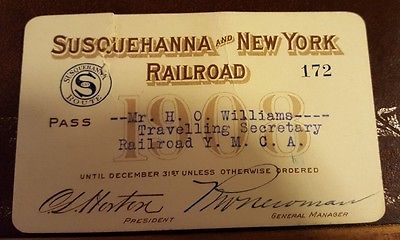 SUSQUEHANNA AND NEW YORK
RAILROAD
172
SUSQUEHANNA
S
ROUTE
1908
PASS --Mr. H. O. Williams----
Travelling Secretary
Railroad Y. M. C. A.
UNTIL DECEMBER 31ST UNLESS OTHERWISE ORDERED
PRESIDENT
GENERAL MANAGER